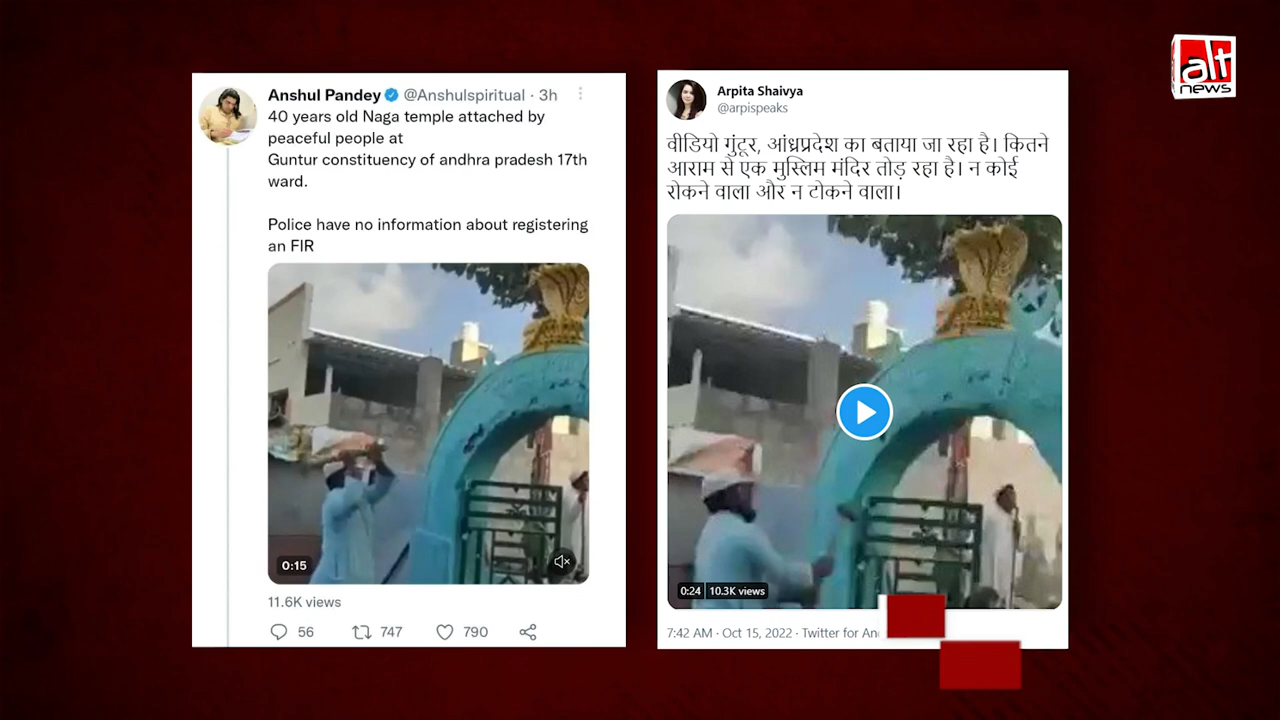 alt
news
Anshul Pandey @Anshulspiritual · 3h
40 years old Naga temple attached by
peaceful people at
Guntur constituency of andhra pradesh 17th
ward.
Police have no information about registering
an FIR
0:15
11.6K views
56 747 790
Arpita Shaivya
@arpispeaks
वीडियो गुंटूर, आंध्रप्रदेश का बताया जा रहा है। कितने
आराम से एक मुस्लिम मंदिर तोड़ रहा है। न कोई
रोकने वाला और न टोकने वाला।
0:24 10.3K views
7:42 AM · Oct 15, 2022 · Twitter for An